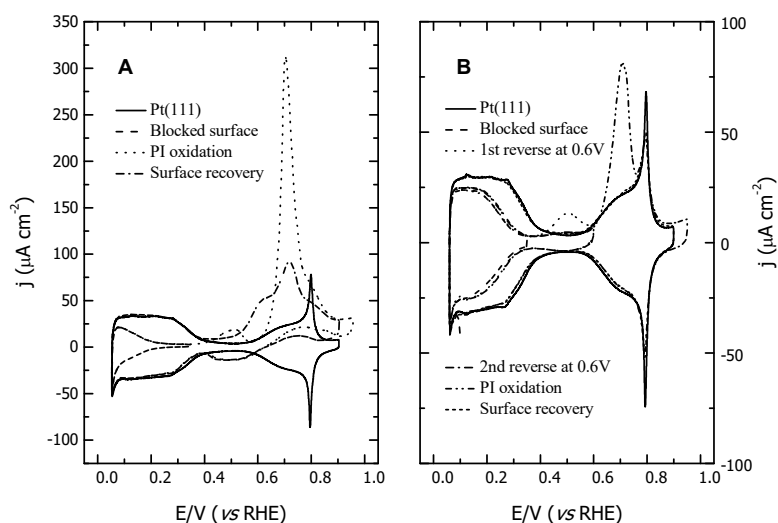 A
Pt(111)
Blocked surface
PI oxidation
Surface recovery
350
300
250
200
150
100
50
0
-50
-100
j (μA cm⁻²)
0.0 0.2 0.4 0.6 0.8 1.0
E/V (vs RHE)
B
Pt(111)
Blocked surface
1st reverse at 0.6V
2nd reverse at 0.6V
PI oxidation
Surface recovery
100
50
0
-50
-100
j (μA cm⁻²)
0.0 0.2 0.4 0.6 0.8 1.0
E/V (vs RHE)